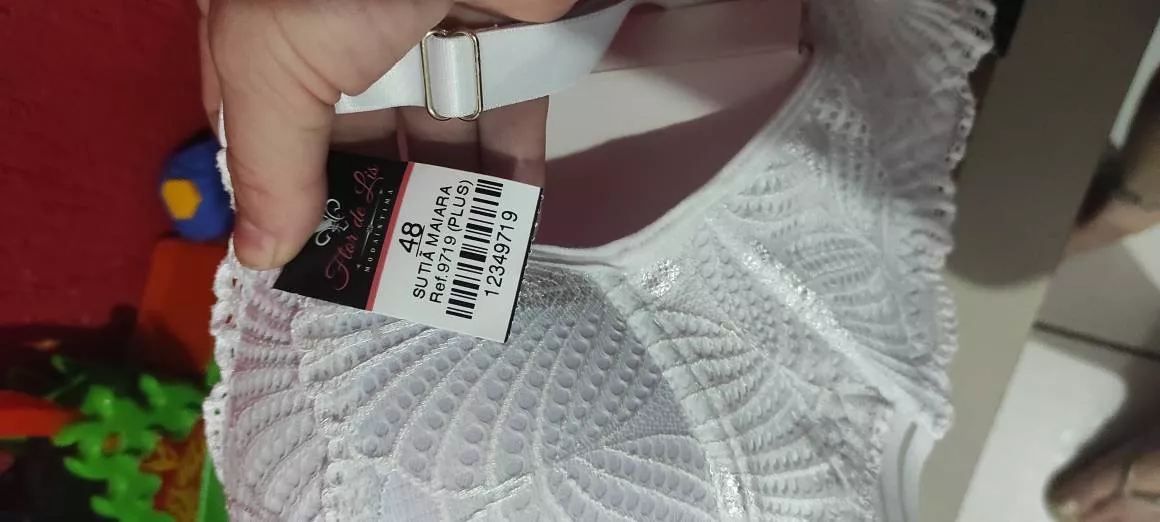 Flor de Lis
MODA ÍNTIMA
48
SUTIÃ MAIARA
Ref.9719 (PLUS)
12349719